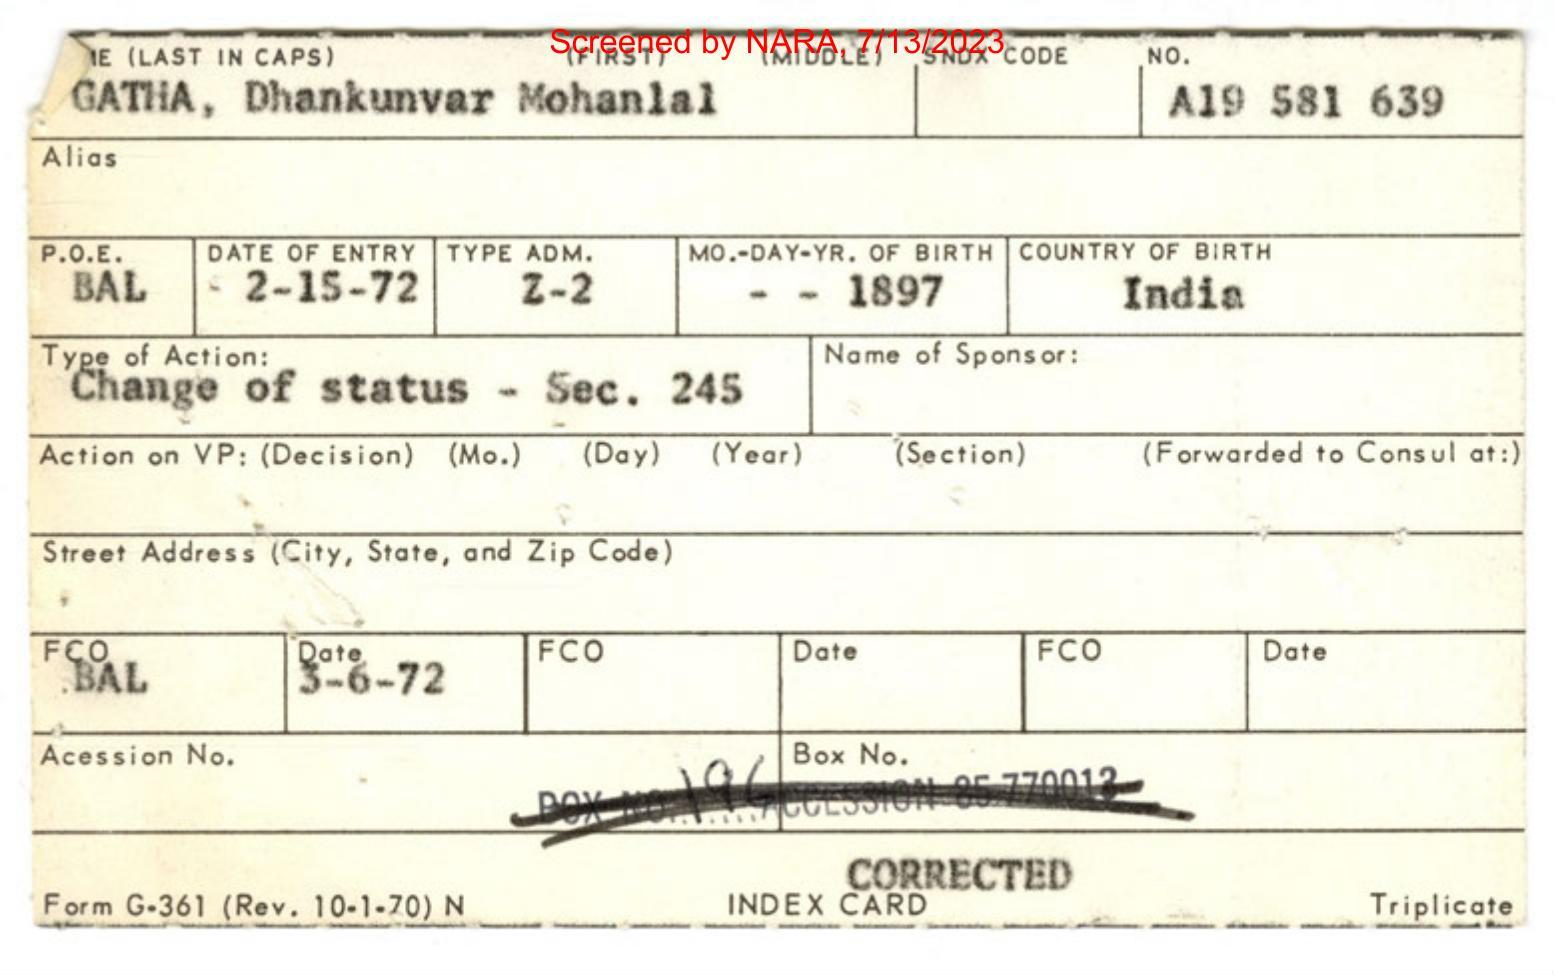 Screened by NARA, 7/13/2023
ME (LAST IN CAPS) (FIRST) (MIDDLE) SNDX CODE NO.
GATHA, Dhankunvar Mohanlal A19 581 639
Alias
P.O.E. DATE OF ENTRY TYPE ADM. MO.-DAY-YR. OF BIRTH COUNTRY OF BIRTH
BAL 2-15-72 Z-2 - - 1897 India
Type of Action: Name of Sponsor:
Change of status - Sec. 245
Action on VP: (Decision) (Mo.) (Day) (Year) (Section) (Forwarded to Consul at:)
Street Address (City, State, and Zip Code)
FCO Date FCO Date FCO Date
BAL 3-6-72
Acession No. Box No.
BOX NO. 196 ACCESSION 85-770013
CORRECTED
Form G-361 (Rev. 10-1-70) N INDEX CARD Triplicate